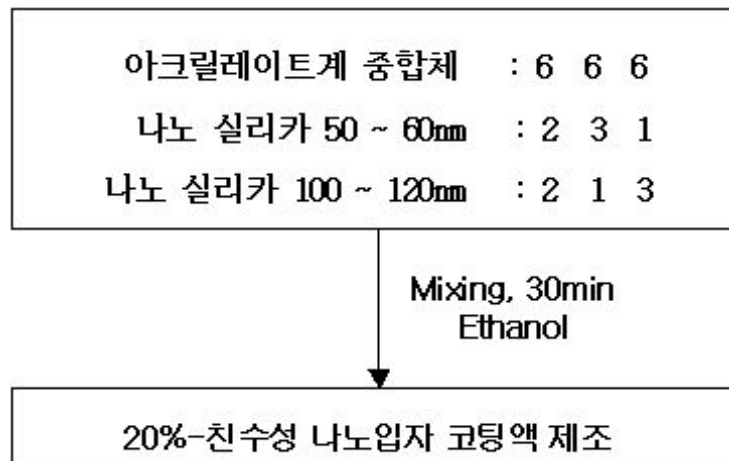 아크릴레이트계 중합체 : 6 6 6
나노 실리카 50 ~ 60㎚ : 2 3 1
나노 실리카 100 ~ 120㎚ : 2 1 3
Mixing, 30min
Ethanol
20%-친수성 나노입자 코팅액 제조